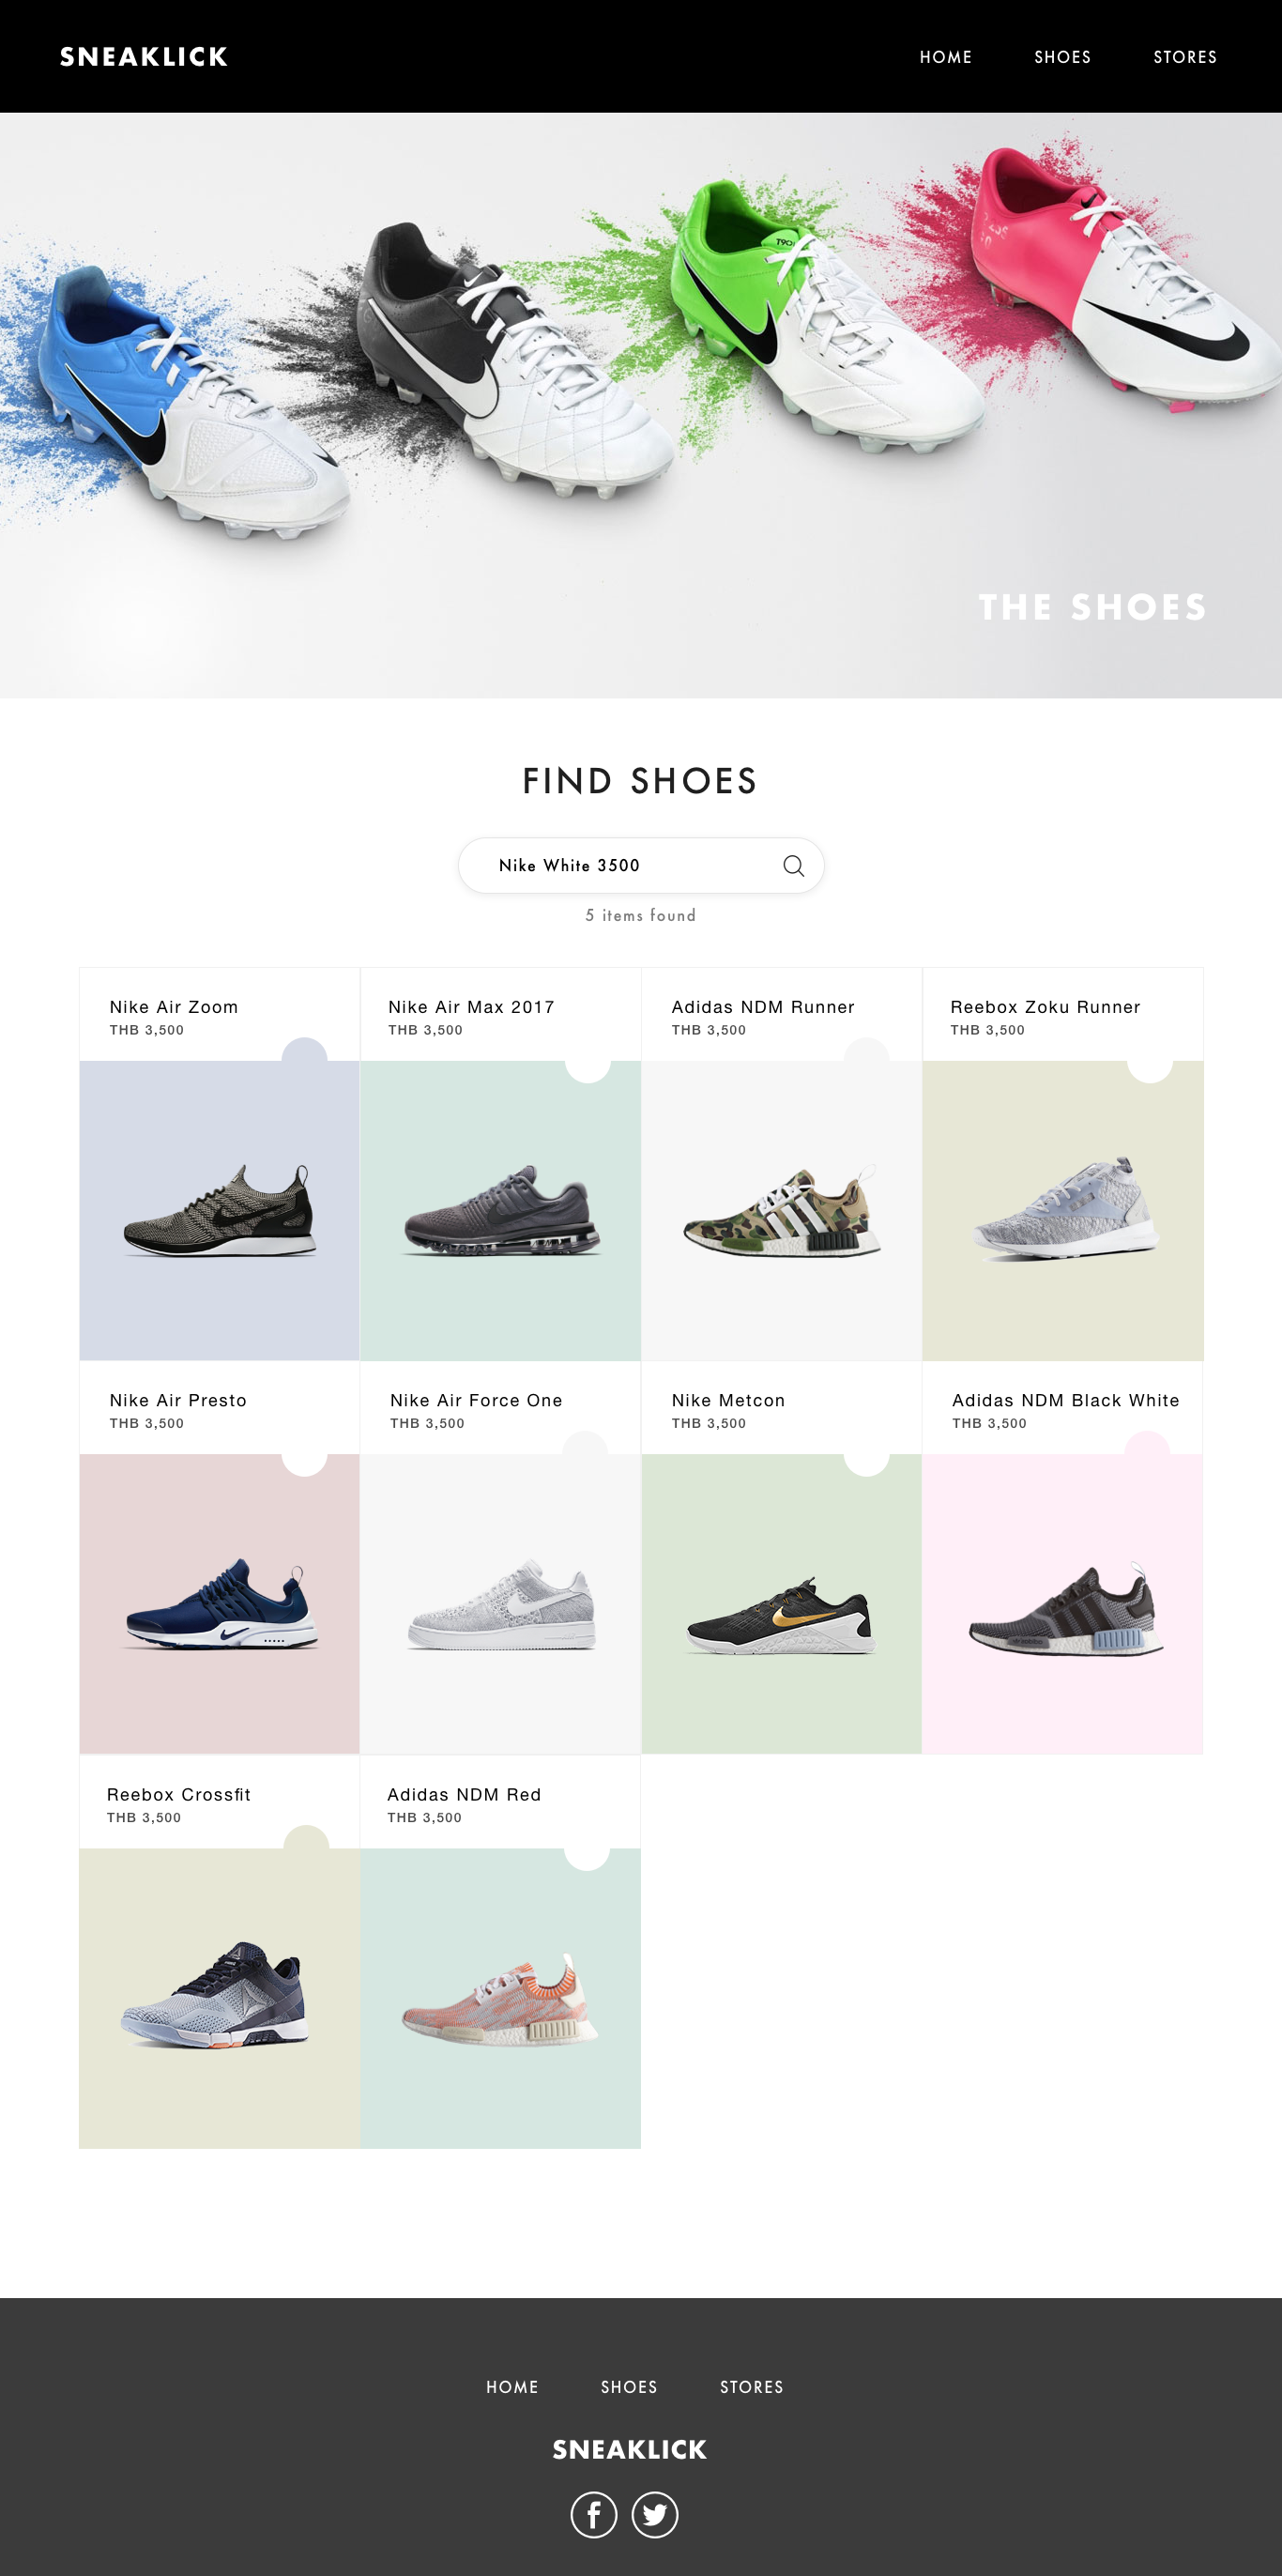 SNEAKLICK
HOME SHOES STORES
T90
THE SHOES
FIND SHOES
Nike White 3500
5 items found
Nike Air Zoom
THB 3,500
Nike Air Max 2017
THB 3,500
Adidas NDM Runner
THB 3,500
Reebox Zoku Runner
THB 3,500
Nike Air Presto
THB 3,500
Nike Air Force One
THB 3,500
Nike Metcon
THB 3,500
Adidas NDM Black White
THB 3,500
Reebox Crossfit
THB 3,500
Adidas NDM Red
THB 3,500
HOME SHOES STORES
SNEAKLICK